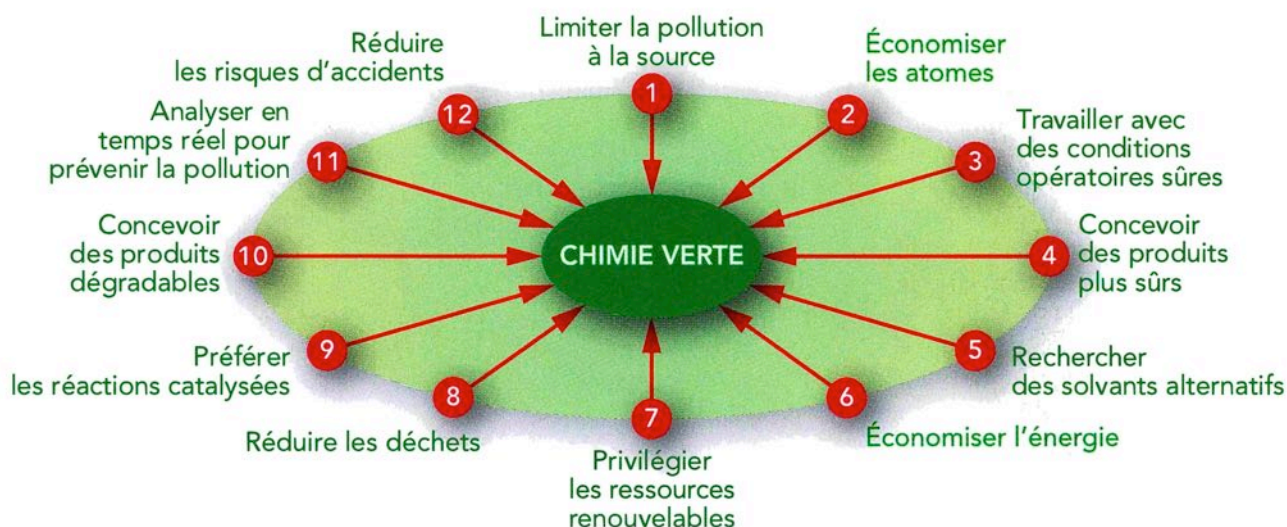 1
Limiter la pollution
à la source
2
Économiser
les atomes
3
Travailler avec
des conditions
opératoires sûres
4
Concevoir
des produits
plus sûrs
5
Rechercher
des solvants alternatifs
6
Économiser l'énergie
7
Privilégier
les ressources
renouvelables
8
Réduire les déchets
9
Préférer
les réactions catalysées
10
Concevoir
des produits
dégradables
11
Analyser en
temps réel pour
prévenir la pollution
12
Réduire
les risques d'accidents
CHIMIE VERTE